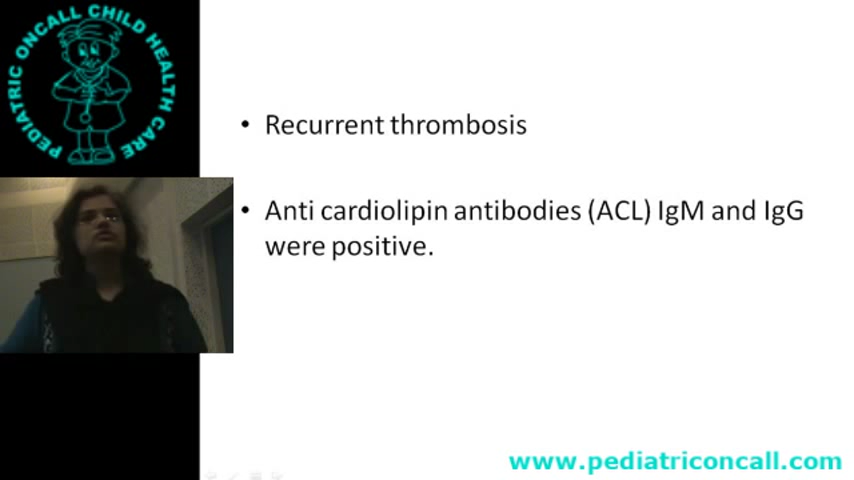 PEDIATRIC ONCALL CHILD HEALTH CARE
• Recurrent thrombosis
• Anti cardiolipin antibodies (ACL) IgM and IgG
were positive.
www.pediatriconcall.com